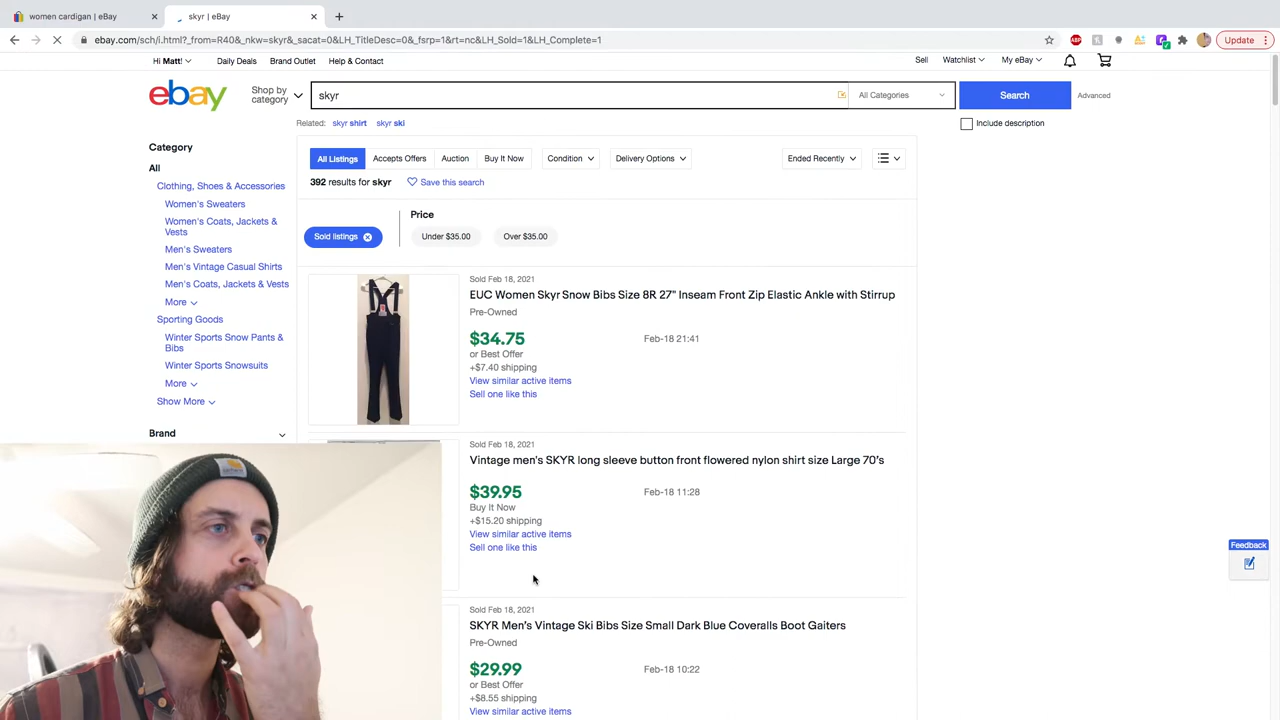 women cardigan | eBay
skyr | eBay
ebay.com/sch/i.html?_from=R40&_nkw=skyr&_sacat=0&LH_TitleDesc=0&_fsrp=1&rt=nc&LH_Sold=1&LH_Complete=1
ABP
Update
Hi Matt!
Daily Deals
Brand Outlet
Help & Contact
Sell
Watchlist
My eBay
ebay
Shop by category
skyr
All Categories
Search
Advanced
Related: skyr shirt skyr ski
Include description
Category
All
Clothing, Shoes & Accessories
Women's Sweaters
Women's Coats, Jackets &
Vests
Men's Sweaters
Men's Vintage Casual Shirts
Men's Coats, Jackets & Vests
More
Sporting Goods
Winter Sports Snow Pants &
Bibs
Winter Sports Snowsuits
More
Show More
Brand
All Listings
Accepts Offers
Auction
Buy It Now
Condition
Delivery Options
Ended Recently
392 results for skyr
Save this search
Price
Sold listings
Under $35.00
Over $35.00
Sold Feb 18, 2021
EUC Women Skyr Snow Bibs Size 8R 27" Inseam Front Zip Elastic Ankle with Stirrup
Pre-Owned
$34.75
Feb-18 21:41
or Best Offer
+$7.40 shipping
View similar active items
Sell one like this
Sold Feb 18, 2021
Vintage men's SKYR long sleeve button front flowered nylon shirt size Large 70's
$39.95
Feb-18 11:28
Buy It Now
+$15.20 shipping
View similar active items
Sell one like this
Sold Feb 18, 2021
SKYR Men's Vintage Ski Bibs Size Small Dark Blue Coveralls Boot Gaiters
Pre-Owned
$29.99
Feb-18 10:22
or Best Offer
+$8.55 shipping
View similar active items
Feedback